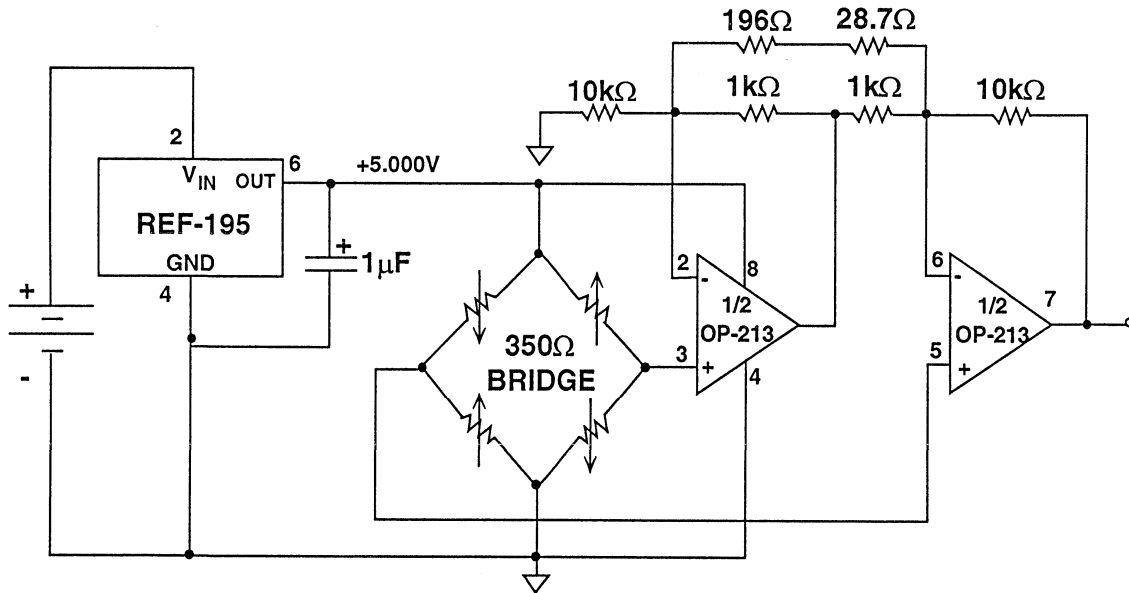 196Ω 28.7Ω
10kΩ 1kΩ 1kΩ 10kΩ
2
VIN OUT 6 +5.000V
REF-195
GND
4
+ 1µF
+
-
350Ω
BRIDGE
2 - 8
1/2
OP-213
3 + 4
6 - 7
1/2
OP-213
5 +